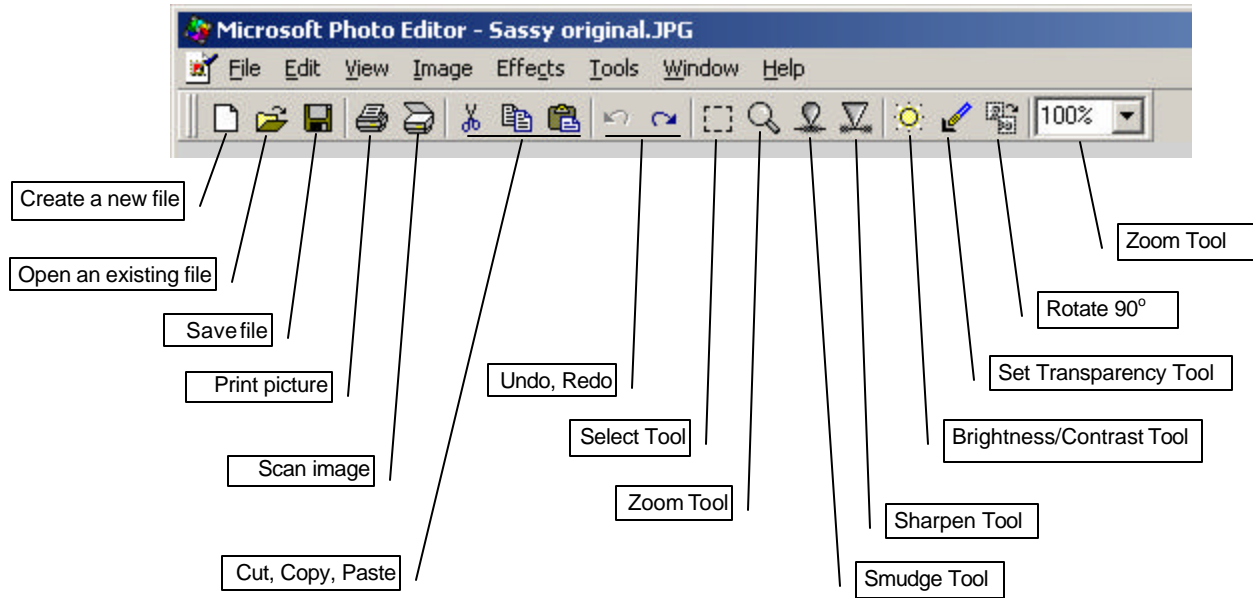 Microsoft Photo Editor - Sassy original.JPG
File Edit View Image Effects Tools Window Help
100%
Create a new file
Zoom Tool
Open an existing file
Rotate 90°
Save file
Print picture
Undo, Redo
Set Transparency Tool
Select Tool
Brightness/Contrast Tool
Scan image
Zoom Tool
Sharpen Tool
Cut, Copy, Paste
Smudge Tool